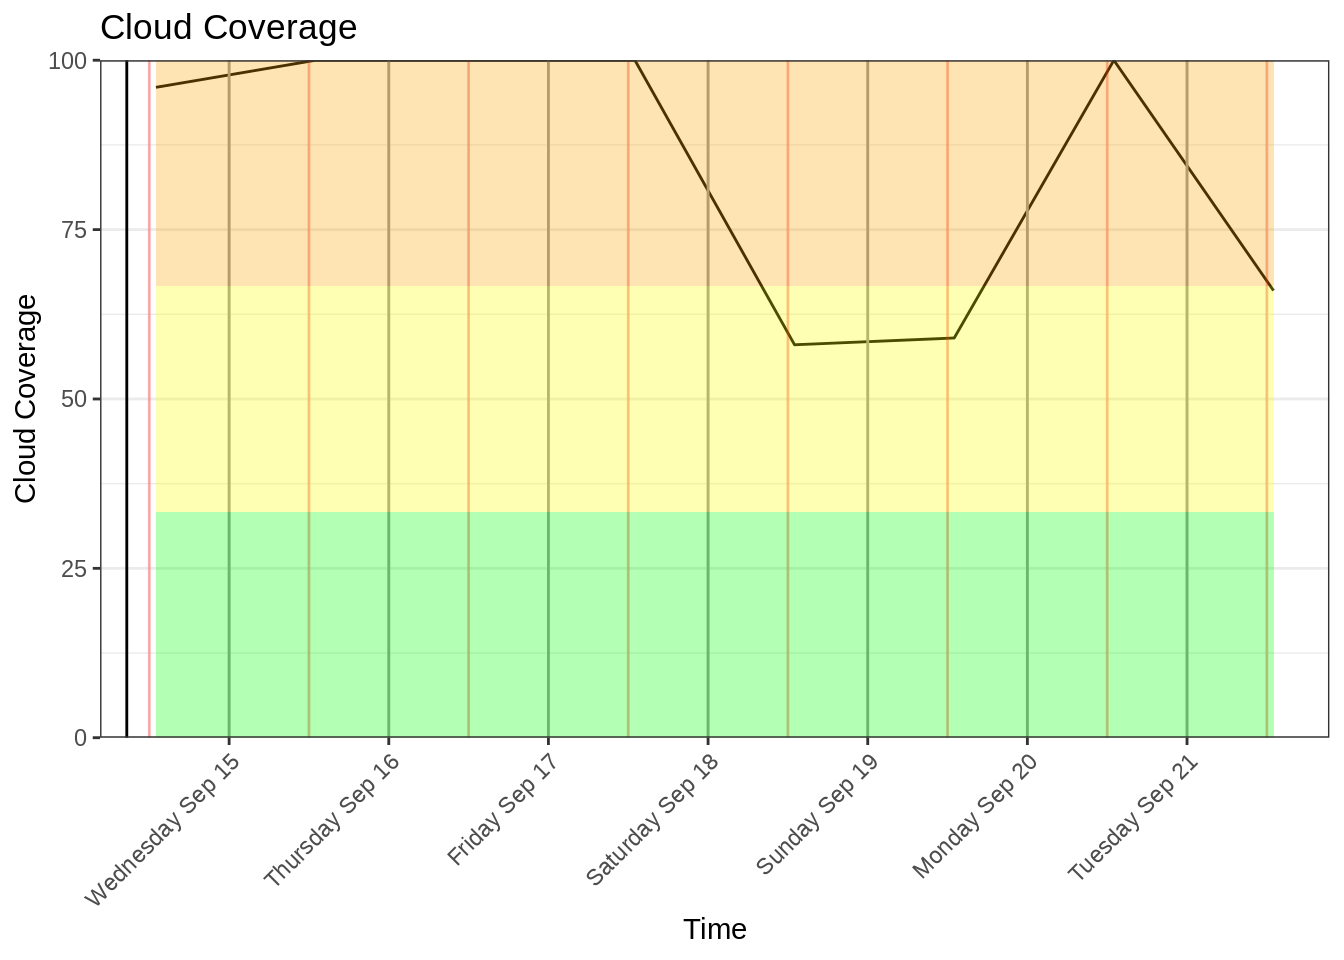 Cloud Coverage
100
75
50
25
0
Cloud Coverage
Wednesday Sep 15
Thursday Sep 16
Friday Sep 17
Saturday Sep 18
Sunday Sep 19
Monday Sep 20
Tuesday Sep 21
Time